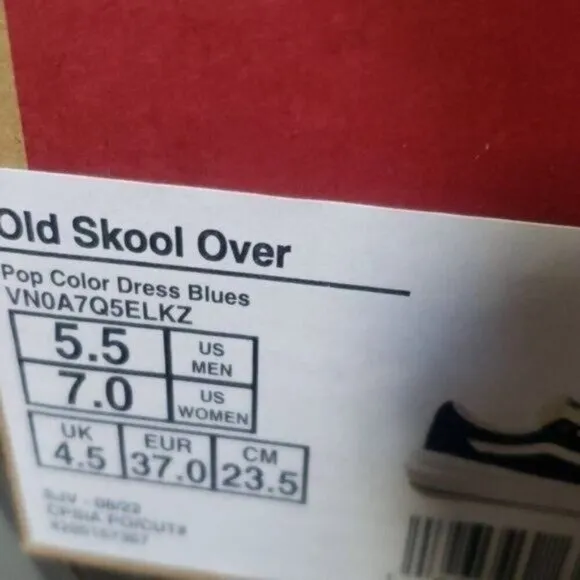 Old Skool Over
Pop Color Dress Blues
VN0A7Q5ELKZ
5.5 US MEN
7.0 US WOMEN
UK 4.5 EUR 37.0 CM 23.5